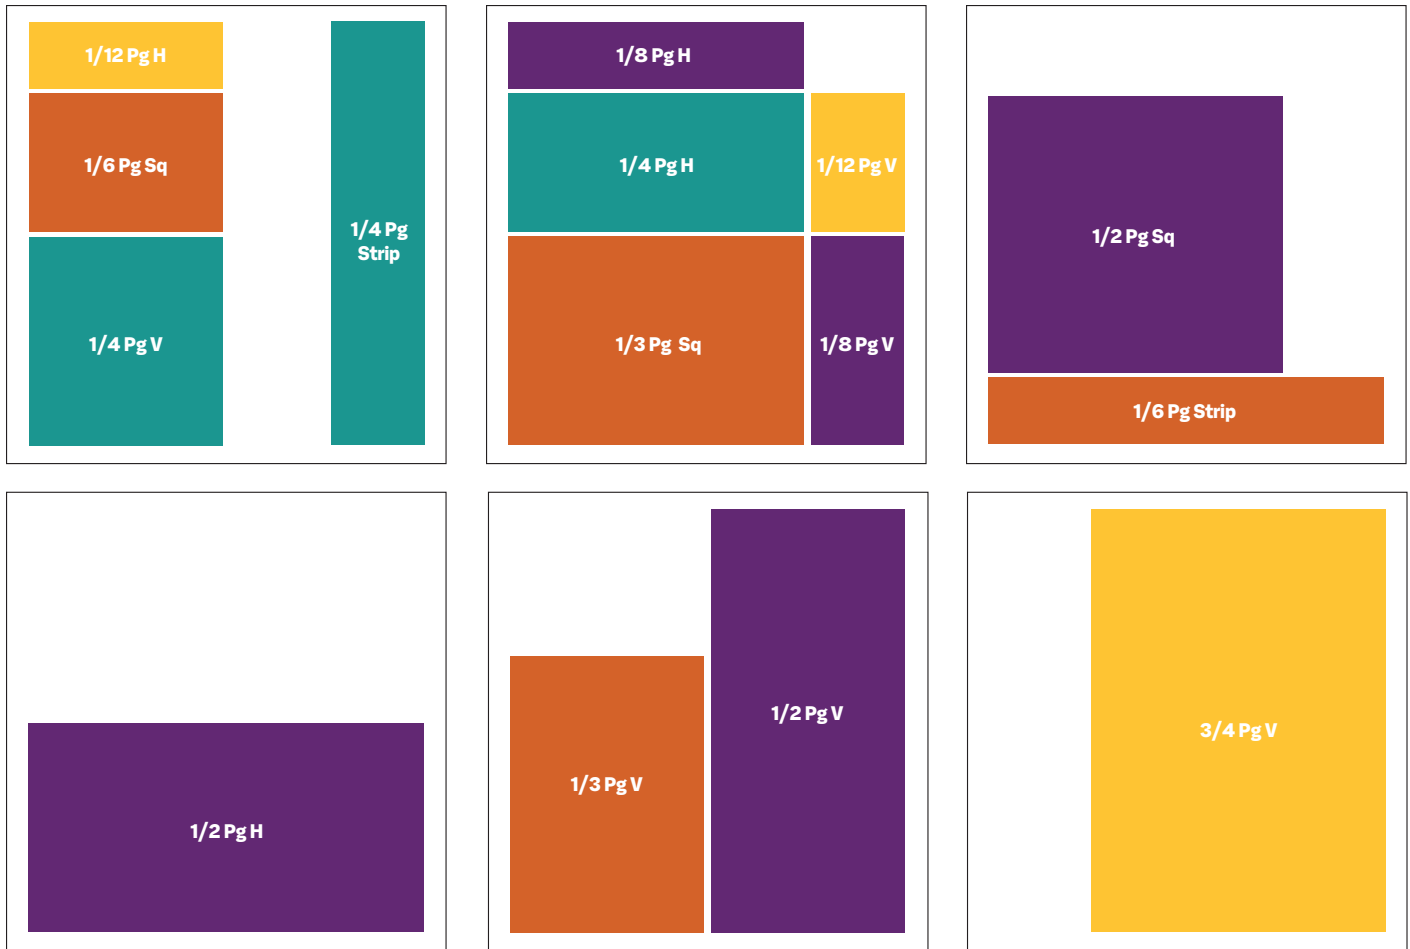 1/12 Pg H
1/6 Pg Sq
1/4 Pg V
1/4 Pg
Strip
1/8 Pg H
1/4 Pg H
1/12 Pg V
1/3 Pg Sq
1/8 Pg V
1/2 Pg Sq
1/6 Pg Strip
1/2 Pg H
1/3 Pg V
1/2 Pg V
3/4 Pg V